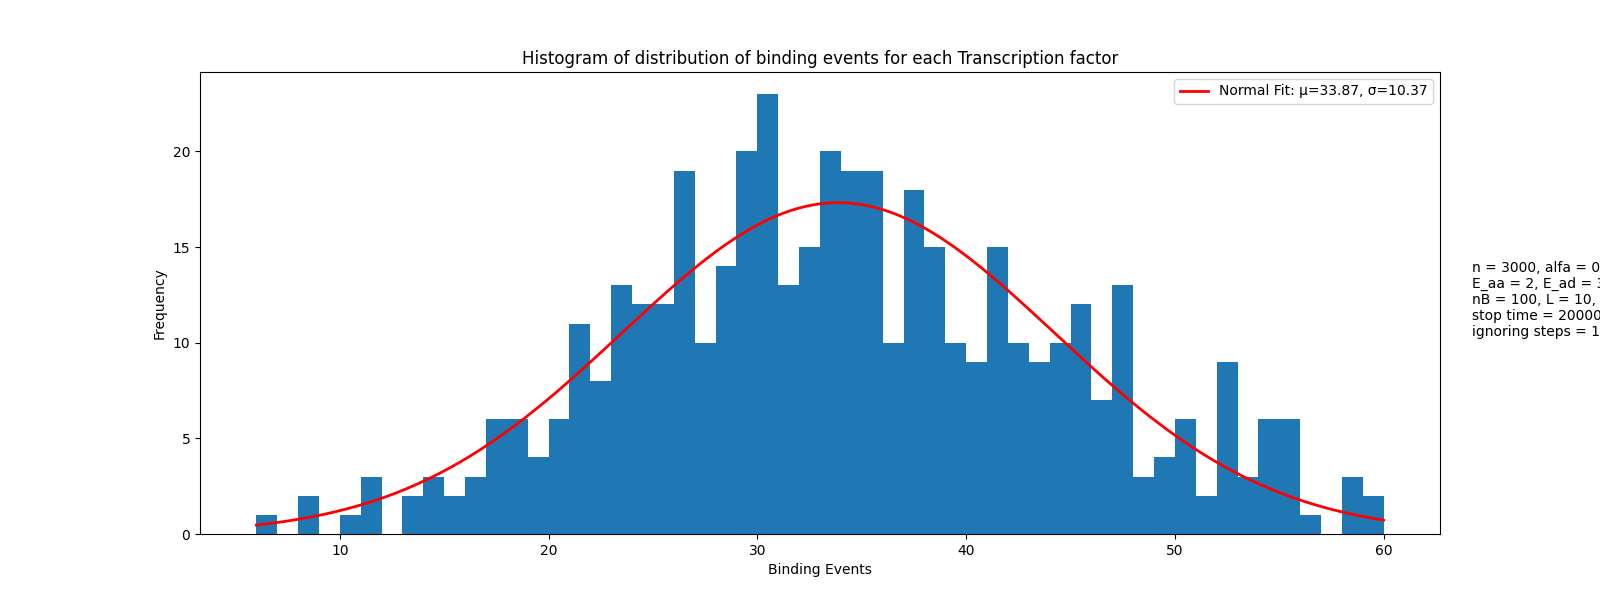 Histogram of distribution of binding events for each Transcription factor
Normal Fit: μ=33.87, σ=10.37
20
15
10
5
0
Frequency
10
20
30
40
50
60
Binding Events
n = 3000, alfa = 0
E_aa = 2, E_ad =
nB = 100, L = 10,
stop time = 20000
ignoring steps = 1